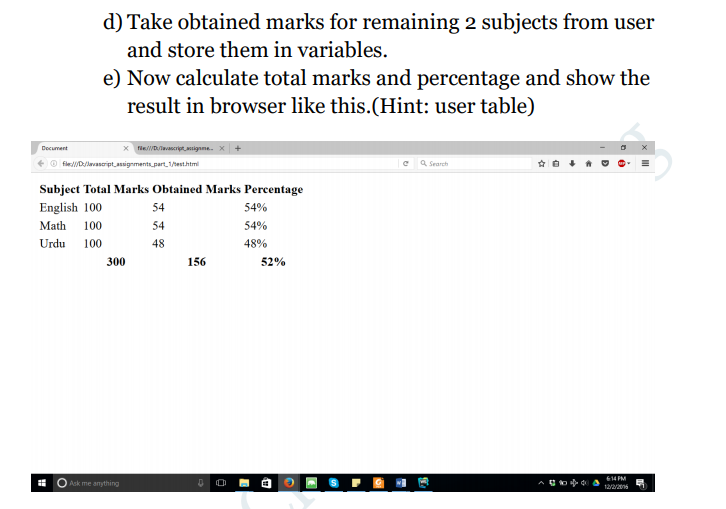 d) Take obtained marks for remaining 2 subjects from user
and store them in variables.
e) Now calculate total marks and percentage and show the
result in browser like this.(Hint: user table)
Document
file:///D:/Javascript_assignme...
file:///D:/Javascript_assignments_part_1/test.html
Search
Subject Total Marks Obtained Marks Percentage
English 100 54 54%
Math 100 54 54%
Urdu 100 48 48%
300 156 52%
Ask me anything
6:14 PM
12/2/2016